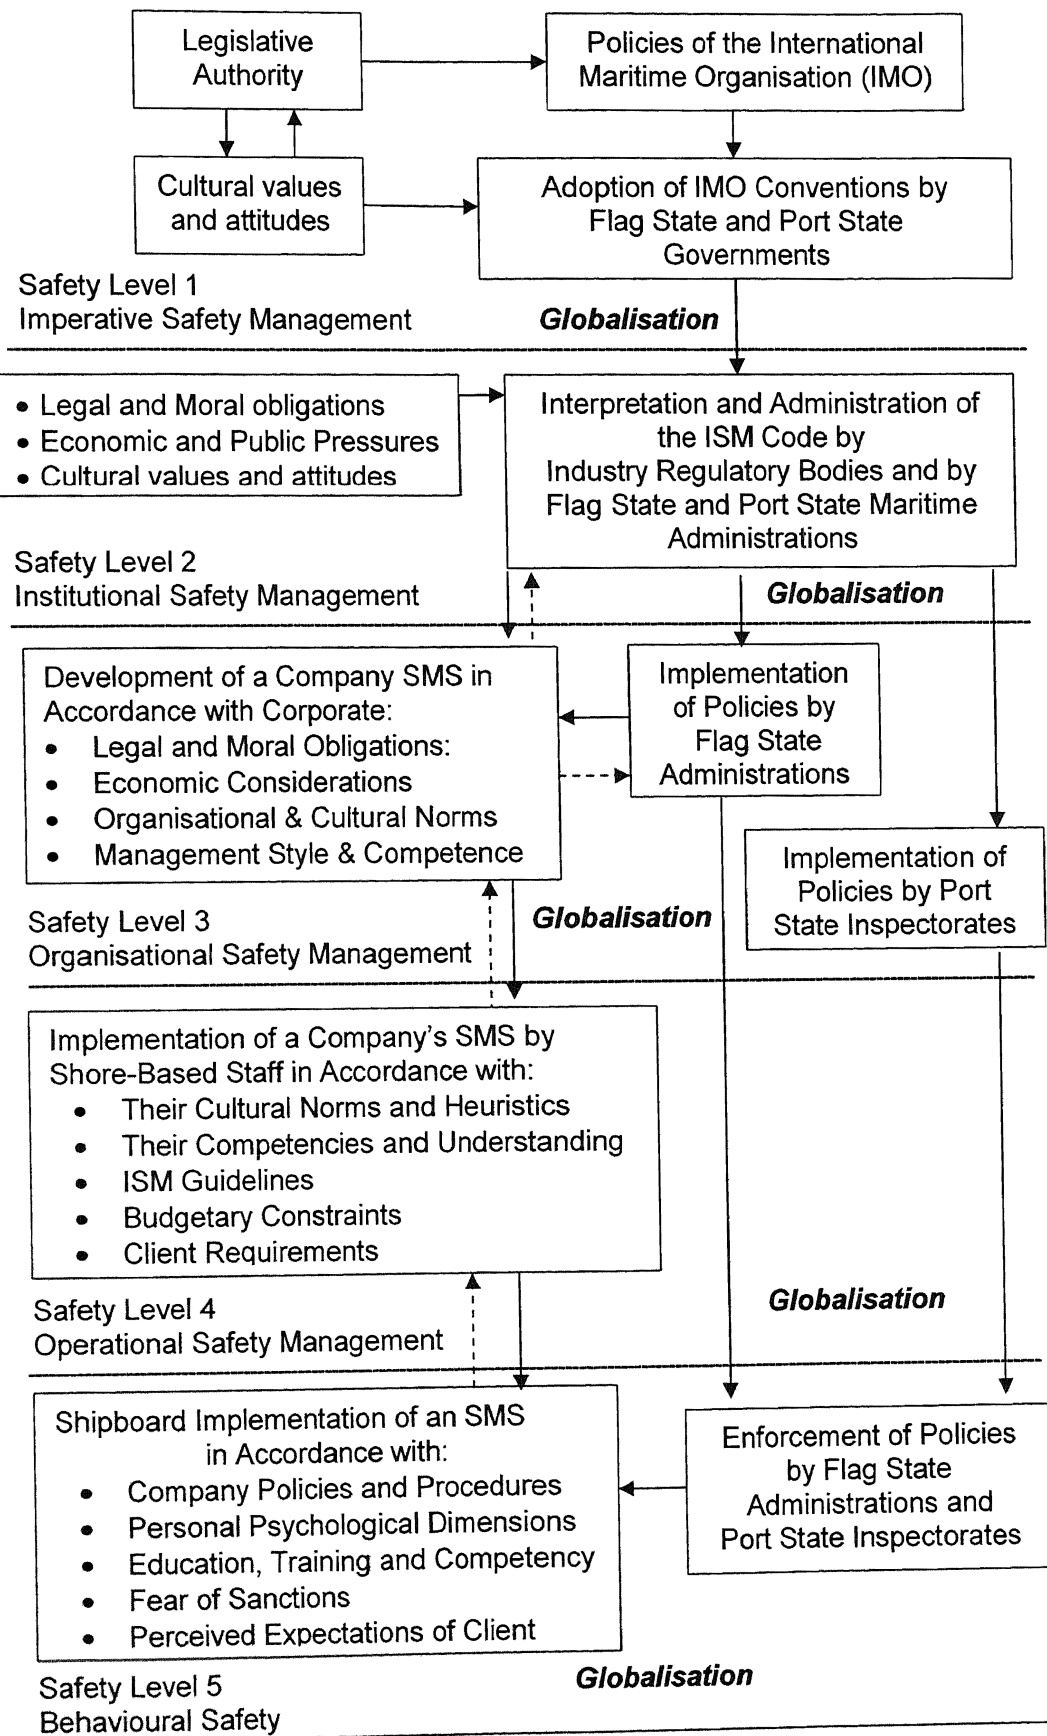 Legislative
Authority
Policies of the International
Maritime Organisation (IMO)
Cultural values
and attitudes
Adoption of IMO Conventions by
Flag State and Port State
Governments
Safety Level 1
Imperative Safety Management
Globalisation
• Legal and Moral obligations
• Economic and Public Pressures
• Cultural values and attitudes
Interpretation and Administration of
the ISM Code by
Industry Regulatory Bodies and by
Flag State and Port State Maritime
Administrations
Safety Level 2
Institutional Safety Management
Globalisation
Development of a Company SMS in
Accordance with Corporate:
• Legal and Moral Obligations:
• Economic Considerations
• Organisational & Cultural Norms
• Management Style & Competence
Implementation
of Policies by
Flag State
Administrations
Implementation of
Policies by Port
State Inspectorates
Safety Level 3
Organisational Safety Management
Globalisation
Implementation of a Company's SMS by
Shore-Based Staff in Accordance with:
• Their Cultural Norms and Heuristics
• Their Competencies and Understanding
• ISM Guidelines
• Budgetary Constraints
• Client Requirements
Safety Level 4
Operational Safety Management
Globalisation
Shipboard Implementation of an SMS
in Accordance with:
• Company Policies and Procedures
• Personal Psychological Dimensions
• Education, Training and Competency
• Fear of Sanctions
• Perceived Expectations of Client
Enforcement of Policies
by Flag State
Administrations and
Port State Inspectorates
Safety Level 5
Behavioural Safety
Globalisation